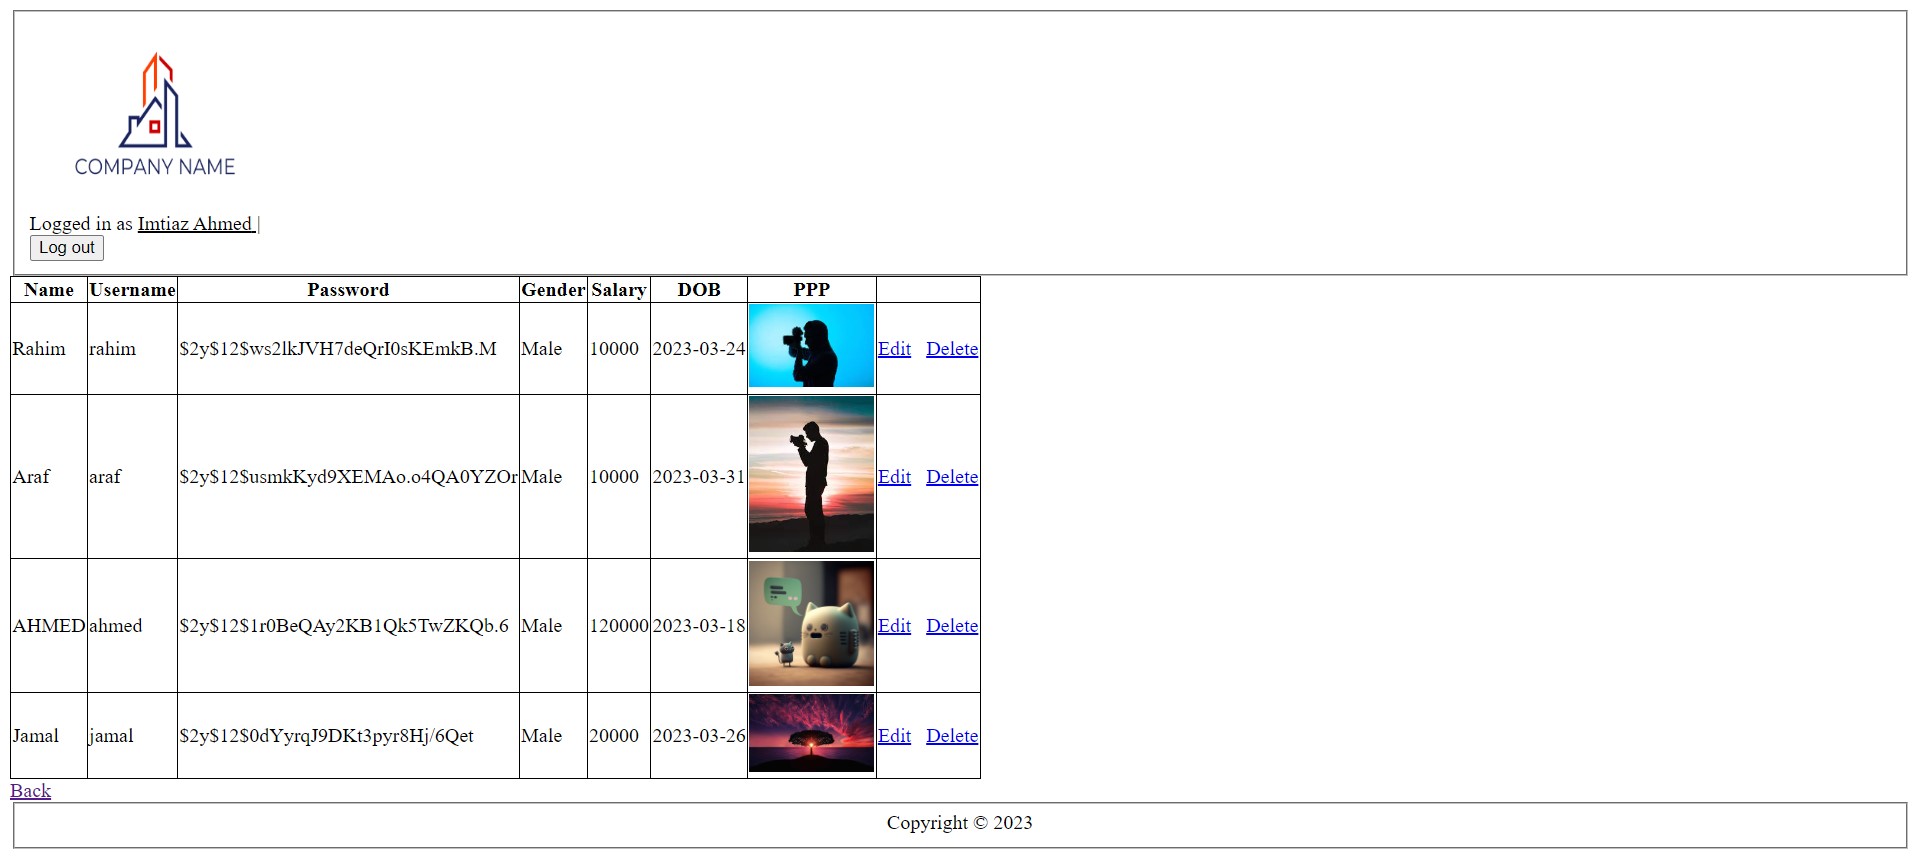 COMPANY NAME
Logged in as Imtiaz Ahmed |
Log out
Name Username Password Gender Salary DOB PPP
Rahim rahim $2y$12$ws2lkJVH7deQrI0sKEmkB.M Male 10000 2023-03-24 Edit Delete
Araf araf $2y$12$usmkKyd9XEMAo.o4QA0YZOr Male 10000 2023-03-31 Edit Delete
AHMED ahmed $2y$12$1r0BeQAy2KB1Qk5TwZKQb.6 Male 120000 2023-03-18 Edit Delete
Jamal jamal $2y$12$0dYyrqJ9DKt3pyr8Hj/6Qet Male 20000 2023-03-26 Edit Delete
Back
Copyright © 2023